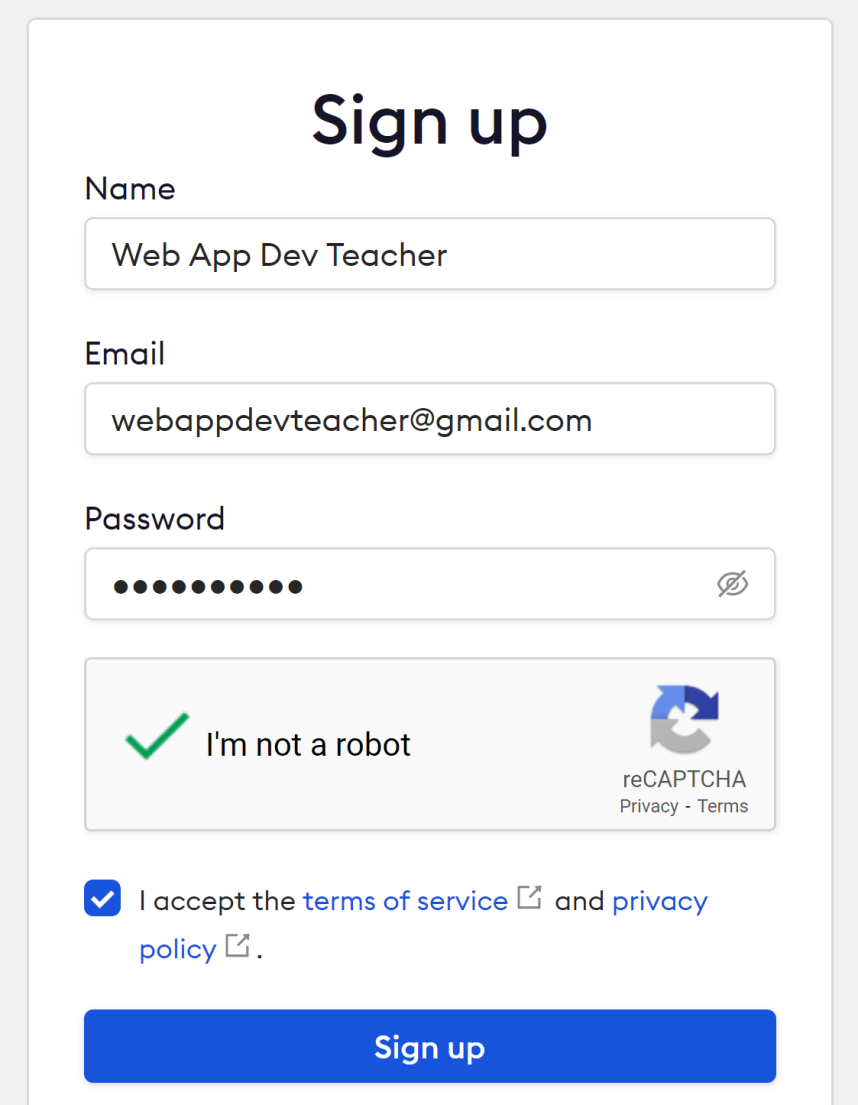 Sign up
Name
Web App Dev Teacher
Email
webappdevteacher@gmail.com
Password
●●●●●●●●●●
I'm not a robot
reCAPTCHA
Privacy - Terms
I accept the terms of service and privacy
policy .
Sign up